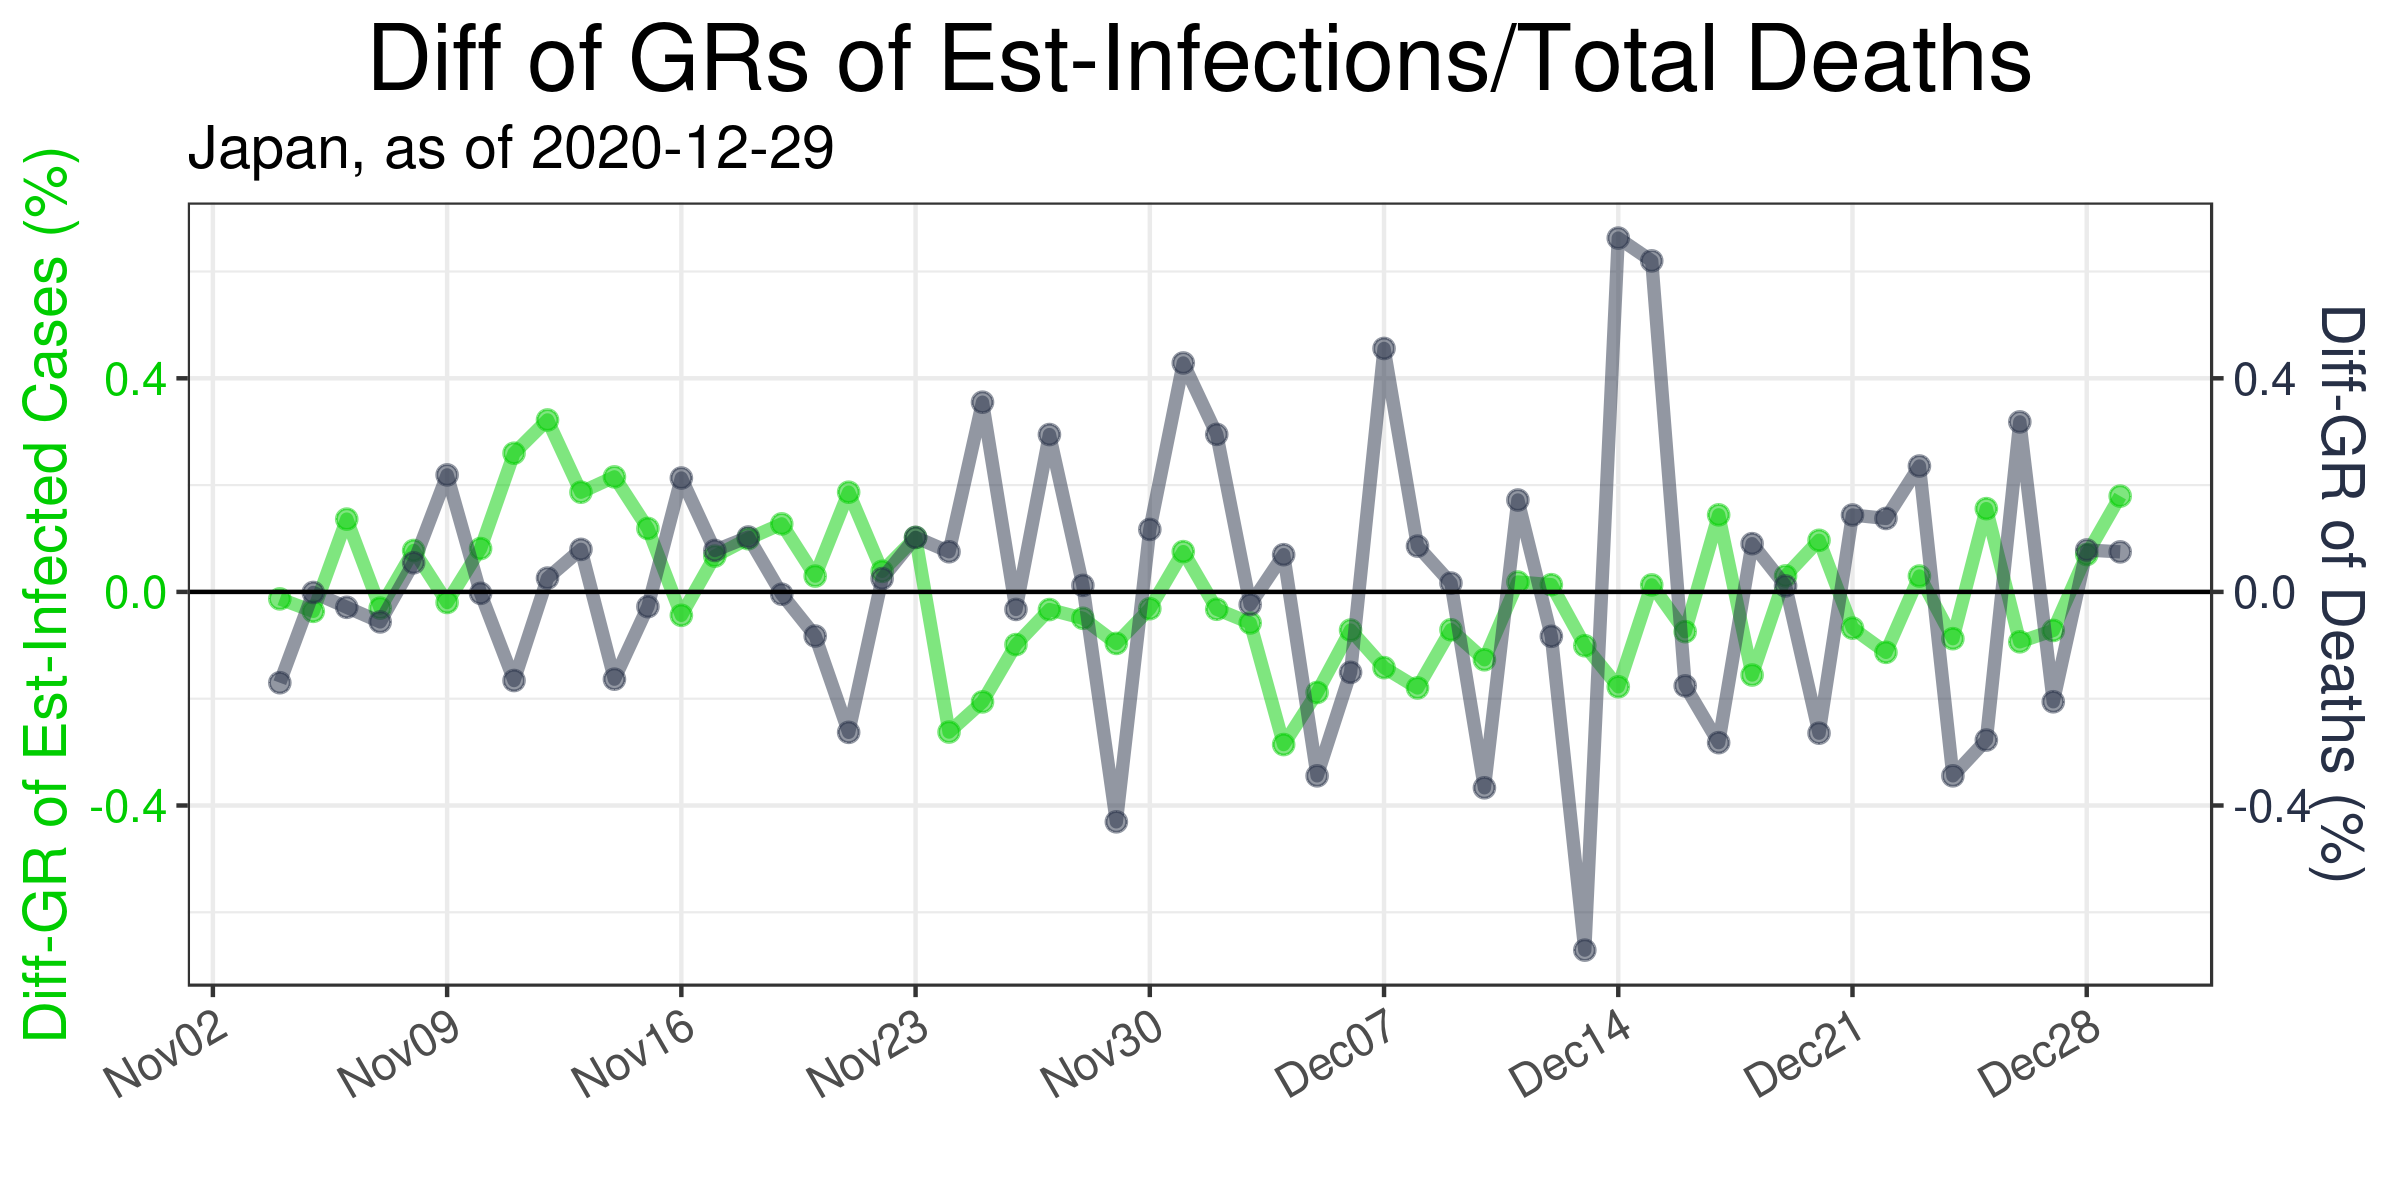 Diff of GRs of Est-Infections/Total Deaths
Japan, as of 2020-12-29
Diff-GR of Est-Infected Cases (%)
0.4
0.0
-0.4
0.4
0.0
-0.4
Diff-GR of Deaths (%)
Nov02
Nov09
Nov16
Nov23
Nov30
Dec07
Dec14
Dec21
Dec28